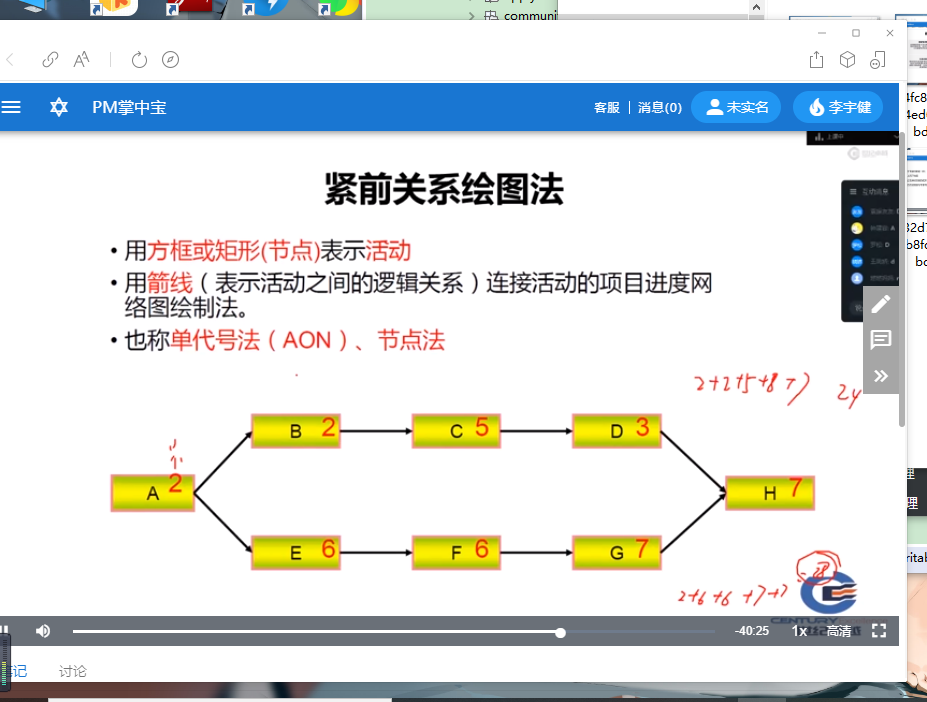 communi
PM掌中宝
客服
消息(0)
未实名
李宇健
紧前关系绘图法
• 用方框或矩形(节点)表示活动
• 用箭线（表示活动之间的逻辑关系）连接活动的项目进度网
络图绘制法。
• 也称单代号法（AON）、节点法
2+2+5+8+7
24
B 2
C 5
D 3
A 2
H 7
E 6
F 6
G 7
2+6+6+7+7
28
-40:25
1x
高清
讨论